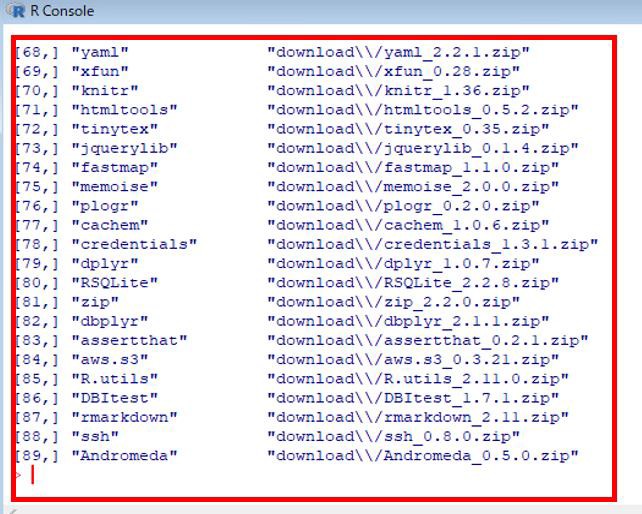 R Console
[68,] "yaml" "download\\/yaml_2.2.1.zip"
[69,] "xfun" "download\\/xfun_0.28.zip"
[70,] "knitr" "download\\/knitr_1.36.zip"
[71,] "htmltools" "download\\/htmltools_0.5.2.zip"
[72,] "tinytex" "download\\/tinytex_0.35.zip"
[73,] "jquerylib" "download\\/jquerylib_0.1.4.zip"
[74,] "fastmap" "download\\/fastmap_1.1.0.zip"
[75,] "memoise" "download\\/memoise_2.0.0.zip"
[76,] "plogr" "download\\/plogr_0.2.0.zip"
[77,] "cachem" "download\\/cachem_1.0.6.zip"
[78,] "credentials" "download\\/credentials_1.3.1.zip"
[79,] "dplyr" "download\\/dplyr_1.0.7.zip"
[80,] "RSQLite" "download\\/RSQLite_2.2.8.zip"
[81,] "zip" "download\\/zip_2.2.0.zip"
[82,] "dbplyr" "download\\/dbplyr_2.1.1.zip"
[83,] "assertthat" "download\\/assertthat_0.2.1.zip"
[84,] "aws.s3" "download\\/aws.s3_0.3.21.zip"
[85,] "R.utils" "download\\/R.utils_2.11.0.zip"
[86,] "DBItest" "download\\/DBItest_1.7.1.zip"
[87,] "rmarkdown" "download\\/rmarkdown_2.11.zip"
[88,] "ssh" "download\\/ssh_0.8.0.zip"
[89,] "Andromeda" "download\\/Andromeda_0.5.0.zip"
>